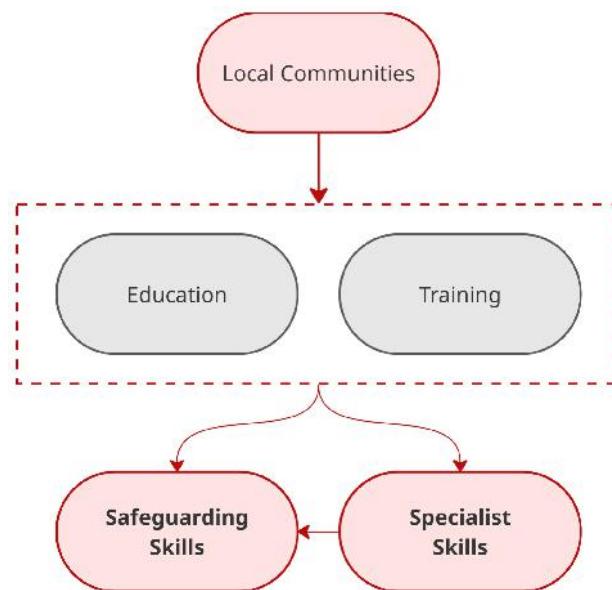 Local Communities
Education
Training
Safeguarding
Skills
Specialist
Skills